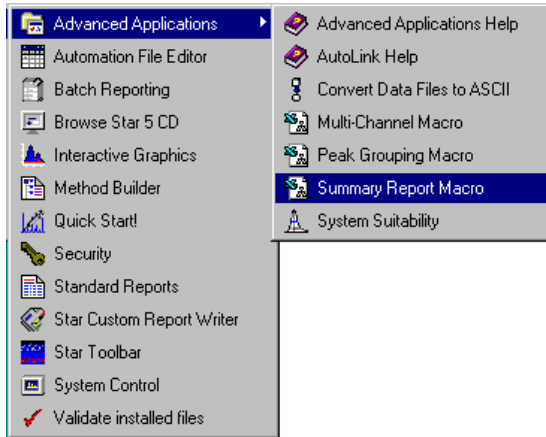 Advanced Applications
Automation File Editor
Batch Reporting
Browse Star 5 CD
Interactive Graphics
Method Builder
Quick Start!
Security
Standard Reports
Star Custom Report Writer
Star Toolbar
System Control
Validate installed files
Advanced Applications Help
AutoLink Help
Convert Data Files to ASCII
Multi-Channel Macro
Peak Grouping Macro
Summary Report Macro
System Suitability